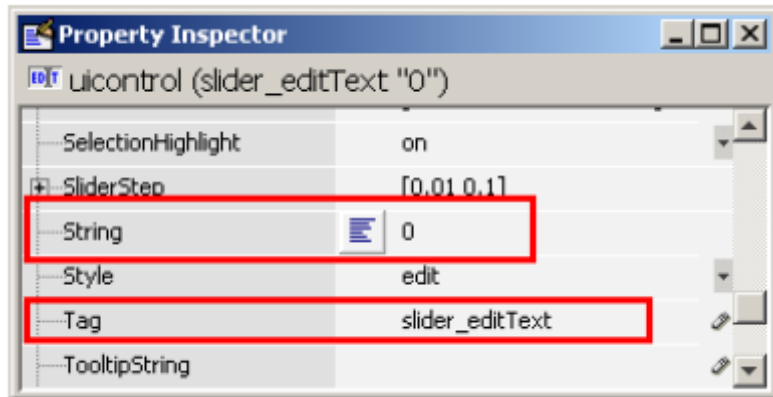 Property Inspector
EDIT uicontrol (slider_editText "0")
SelectionHighlight on
SliderStep [0.01 0.1]
String 0
Style edit
Tag slider_editText
TooltipString